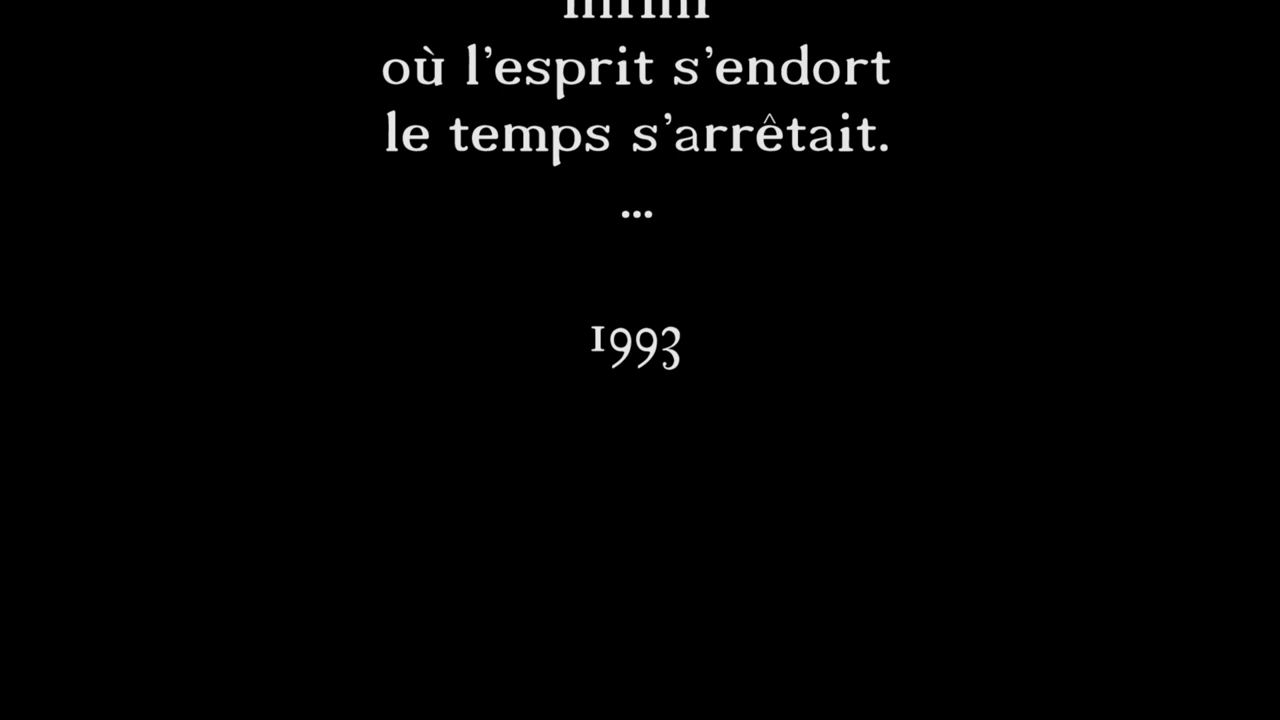 où l’esprit s’endort
le temps s’arrêtait.
...
1993